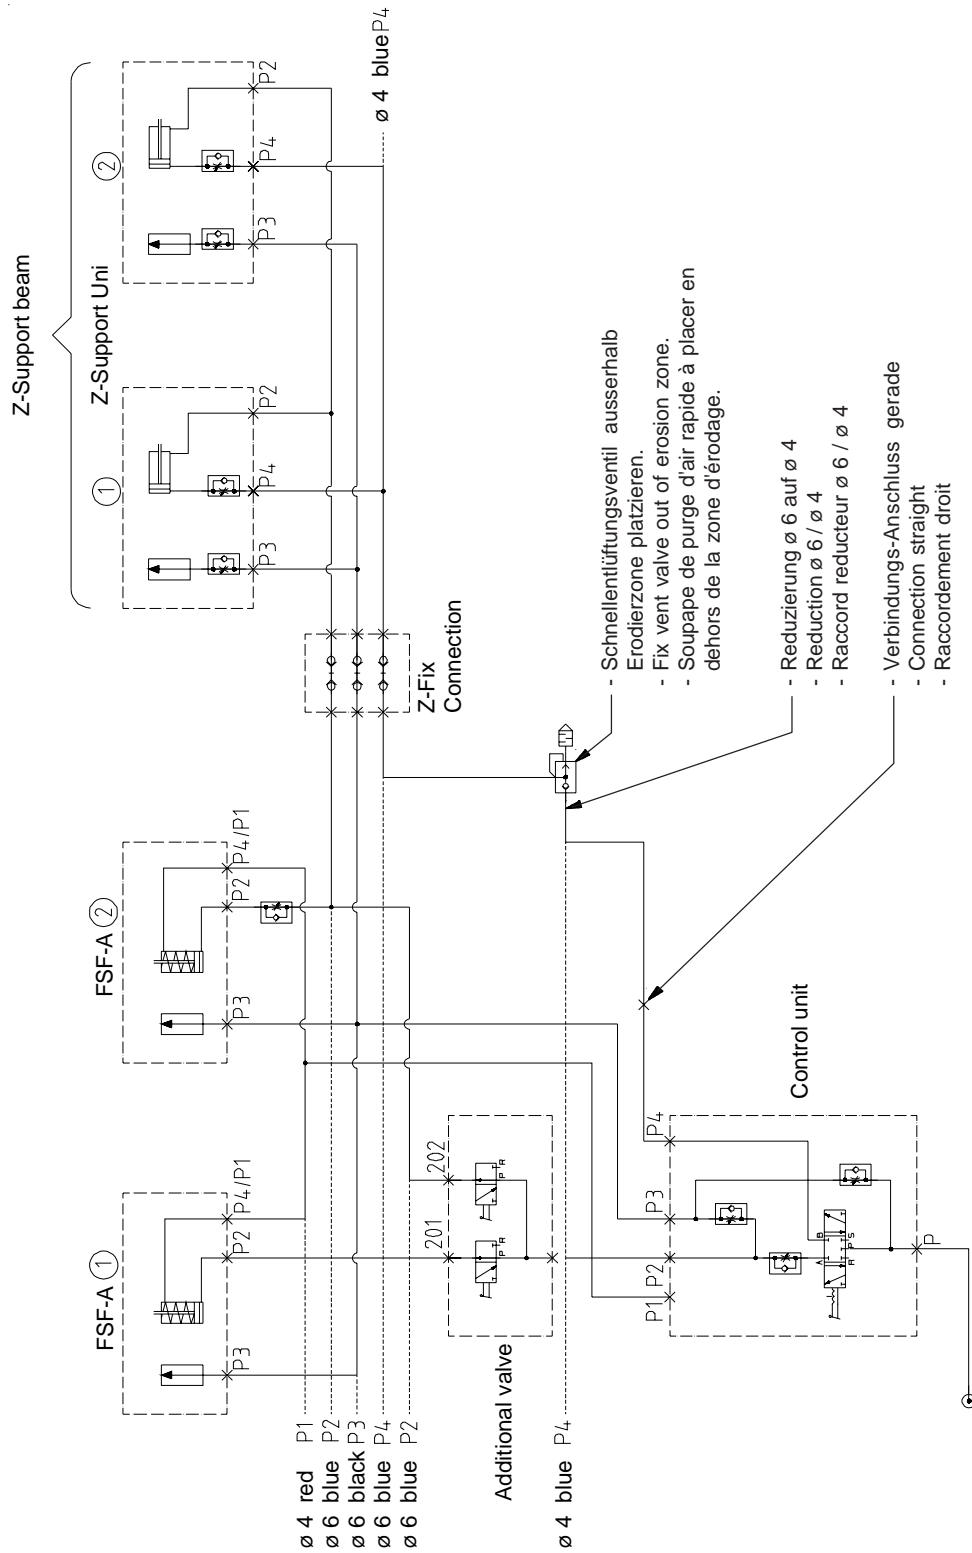 Z-Support beam
Z-Support Uni
1
2
P3
P4
P2
P3
P4
P2
ø 4 blue P4
FSF-A 1
FSF-A 2
P3
P2
P4/P1
P3
P2
P4/P1
Z-Fix
Connection
ø 4 red P1
ø 6 blue P2
ø 6 black P3
ø 6 blue P4
ø 6 blue P2
201
202
P R
P R
Additional valve
ø 4 blue P4
- Schnellentlüftungsventil ausserhalb
Erodierzone platzieren.
- Fix vent valve out of erosion zone.
- Soupape de purge d'air rapide à placer en
dehors de la zone d'érodage.
- Reduzierung ø 6 auf ø 4
- Reduction ø 6 / ø 4
- Raccord reducteur ø 6 / ø 4
- Verbindungs-Anschluss gerade
- Connection straight
- Raccordement droit
Control unit
P1
P2
P3
P4
A B
R P S
P